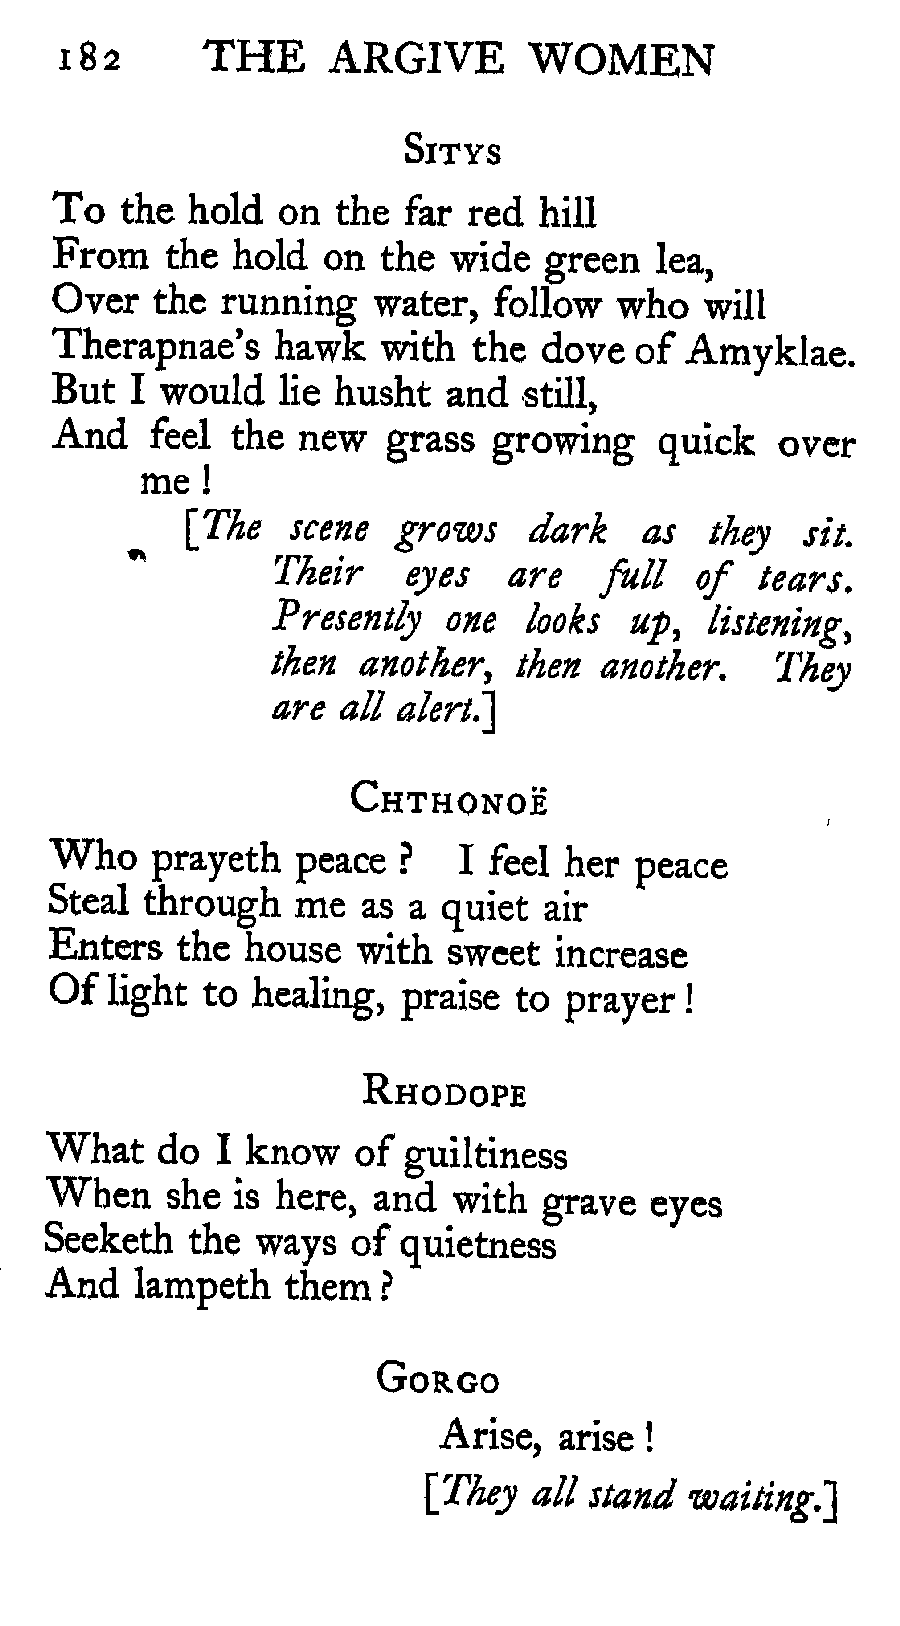 182 THE ARGIVE WOMEN
SITYS
To the hold on the far red hill
From the hold on the wide green lea,
Over the running water, follow who will
Therapnae's hawk with the dove of Amyklae.
But I would lie husht and still,
And feel the new grass growing quick over
me !
[The scene grows dark as they sit.
Their eyes are full of tears.
Presently one looks up, listening,
then another, then another. They
are all alert.]
CHTHONOË
Who prayeth peace ? I feel her peace
Steal through me as a quiet air
Enters the house with sweet increase
Of light to healing, praise to prayer !
RHODOPE
What do I know of guiltiness
When she is here, and with grave eyes
Seeketh the ways of quietness
And lampeth them ?
GORGO
Arise, arise !
[They all stand waiting.]